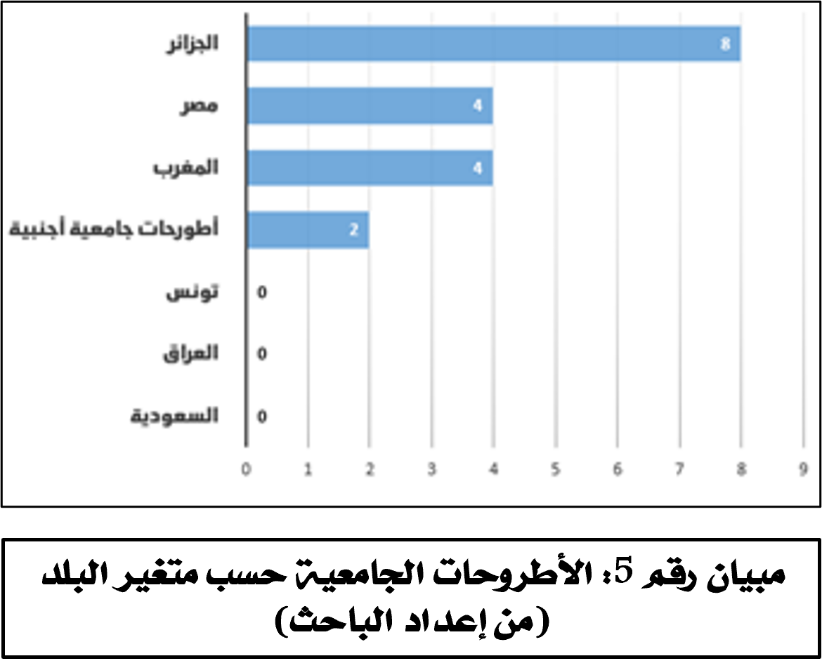 الجزائر 8
مصر 4
المغرب 4
أطورحات جامعية أجنبية 2
تونس 0
العراق 0
السعودية 0
0 1 2 3 4 5 6 7 8 9
مبيان رقم 5: الأطروحات الجامعية حسب متغير البلد
(من إعداد الباحث)